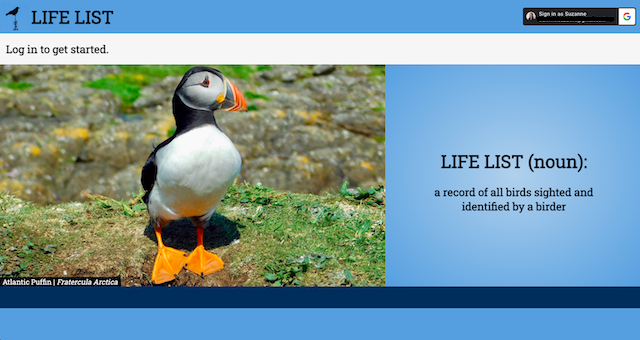 LIFE LIST
Sign in as Suzanne
Log in to get started.
LIFE LIST (noun):
a record of all birds sighted and
identified by a birder
Atlantic Puffin | Fratercula Arctica